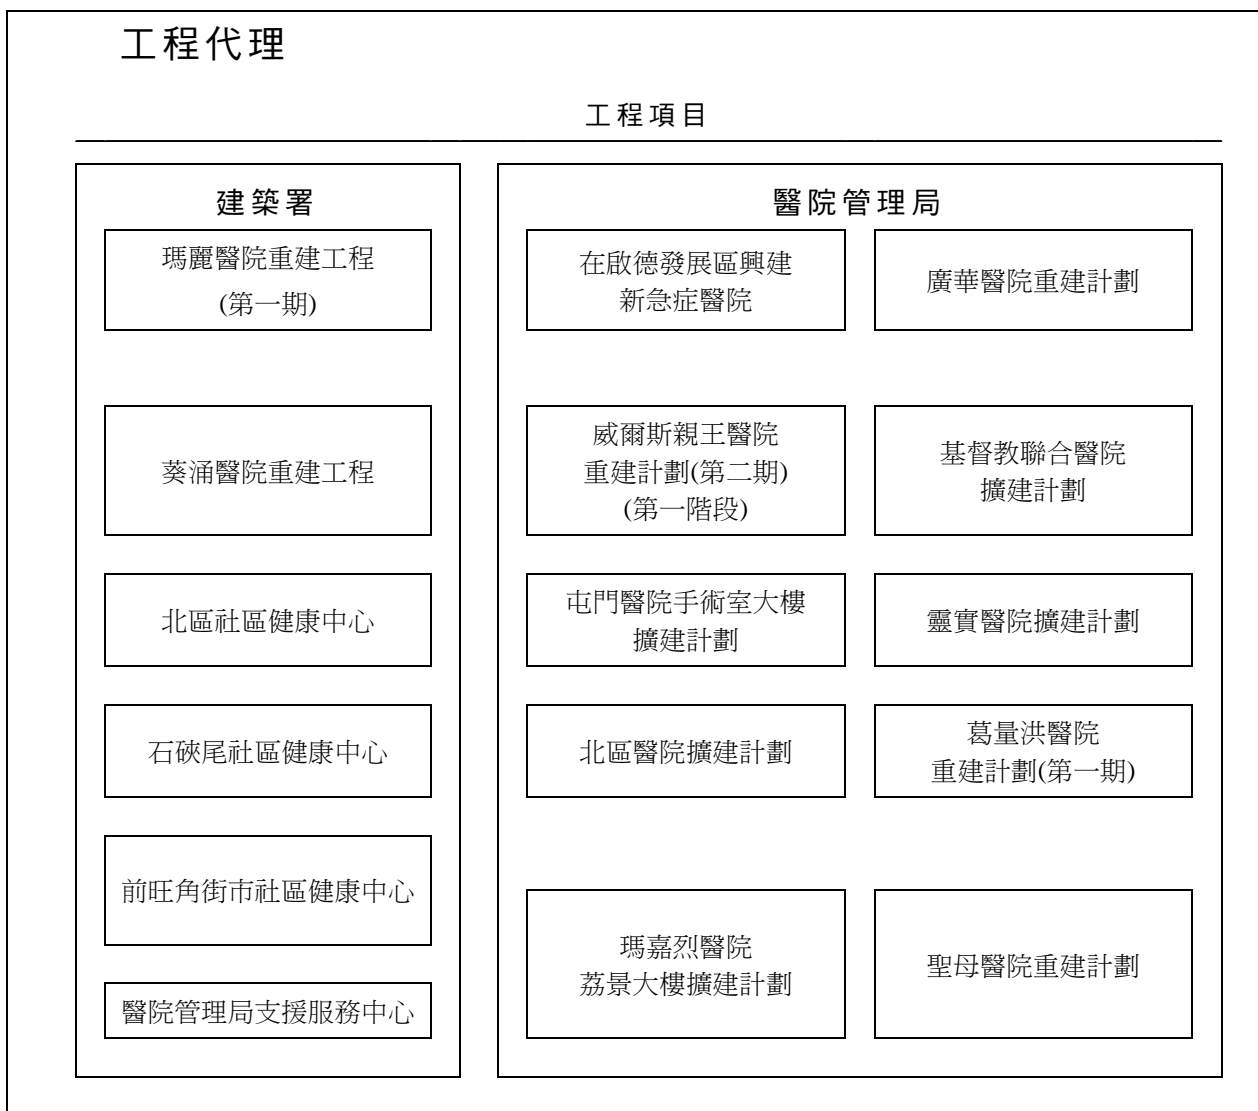 工程代理
工程項目
建築署
瑪麗醫院重建工程
(第一期)
葵涌醫院重建工程
北區社區健康中心
石硤尾社區健康中心
前旺角街市社區健康中心
醫院管理局支援服務中心
醫院管理局
在啟德發展區興建
新急症醫院
廣華醫院重建計劃
威爾斯親王醫院
重建計劃(第二期)
(第一階段)
基督教聯合醫院
擴建計劃
屯門醫院手術室大樓
擴建計劃
靈實醫院擴建計劃
北區醫院擴建計劃
葛量洪醫院
重建計劃(第一期)
瑪嘉烈醫院
荔景大樓擴建計劃
聖母醫院重建計劃